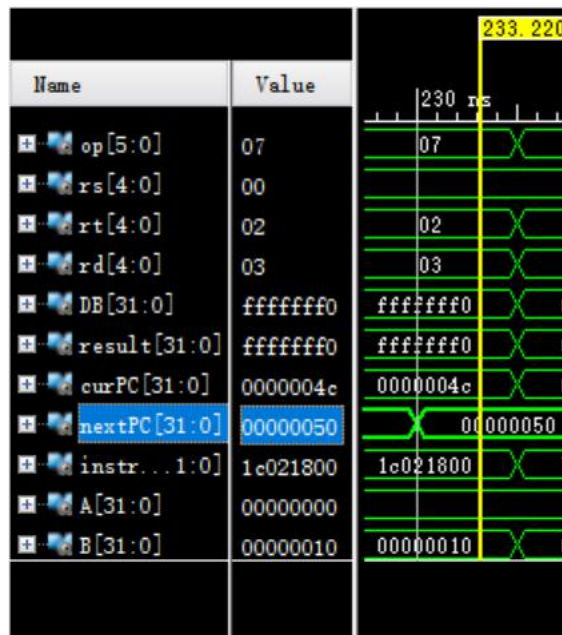 233.220
Name Value
230 ns
op[5:0] 07 07
rs[4:0] 00
rt[4:0] 02 02
rd[4:0] 03 03
DB[31:0] fffffff0 fffffff0
result[31:0] fffffff0 fffffff0
curPC[31:0] 0000004c 0000004c
nextPC[31:0] 00000050 00000050
instr...1:0] 1c021800 1c021800
A[31:0] 00000000
B[31:0] 00000010 00000010